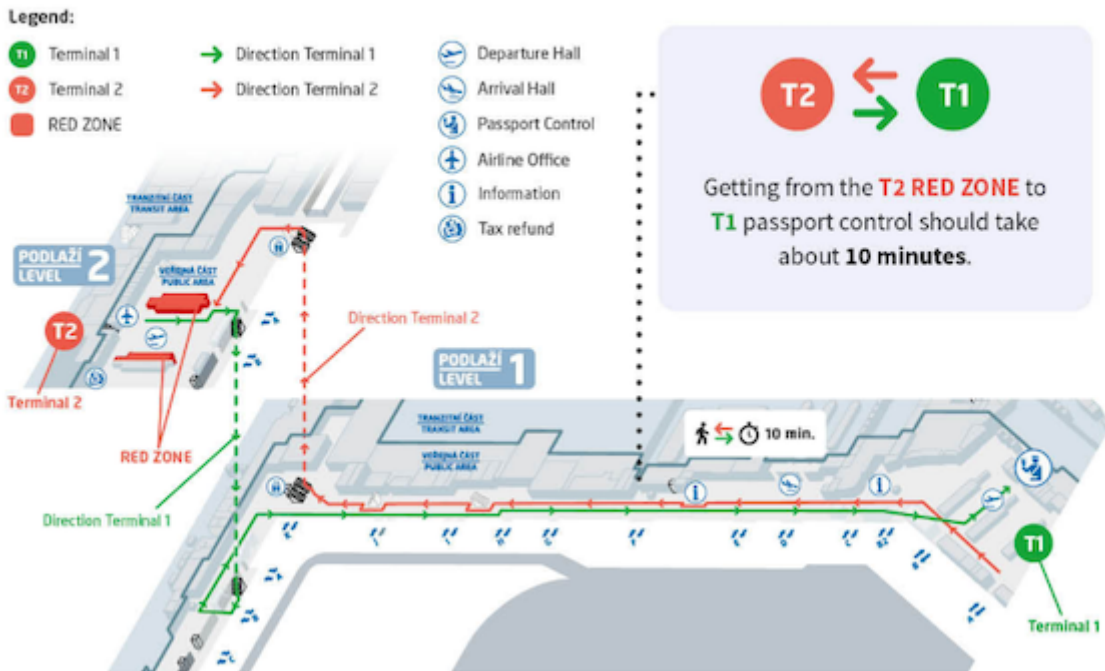 Legend:
T1 Terminal 1
T2 Terminal 2
RED ZONE
Direction Terminal 1
Direction Terminal 2
Departure Hall
Arrival Hall
Passport Control
Airline Office
Information
Tax refund
T2 T1
Getting from the T2 RED ZONE to
T1 passport control should take
about 10 minutes.
TRANZITNÍ ČÁST
TRANSIT AREA
PODLAŽÍ
LEVEL 2
VEŘEJNÁ ČÁST
PUBLIC AREA
T2
Terminal 2
RED ZONE
Direction Terminal 1
Direction Terminal 2
PODLAŽÍ
LEVEL 1
TRANZITNÍ ČÁST
TRANSIT AREA
VEŘEJNÁ ČÁST
PUBLIC AREA
10 min.
T1
Terminal 1